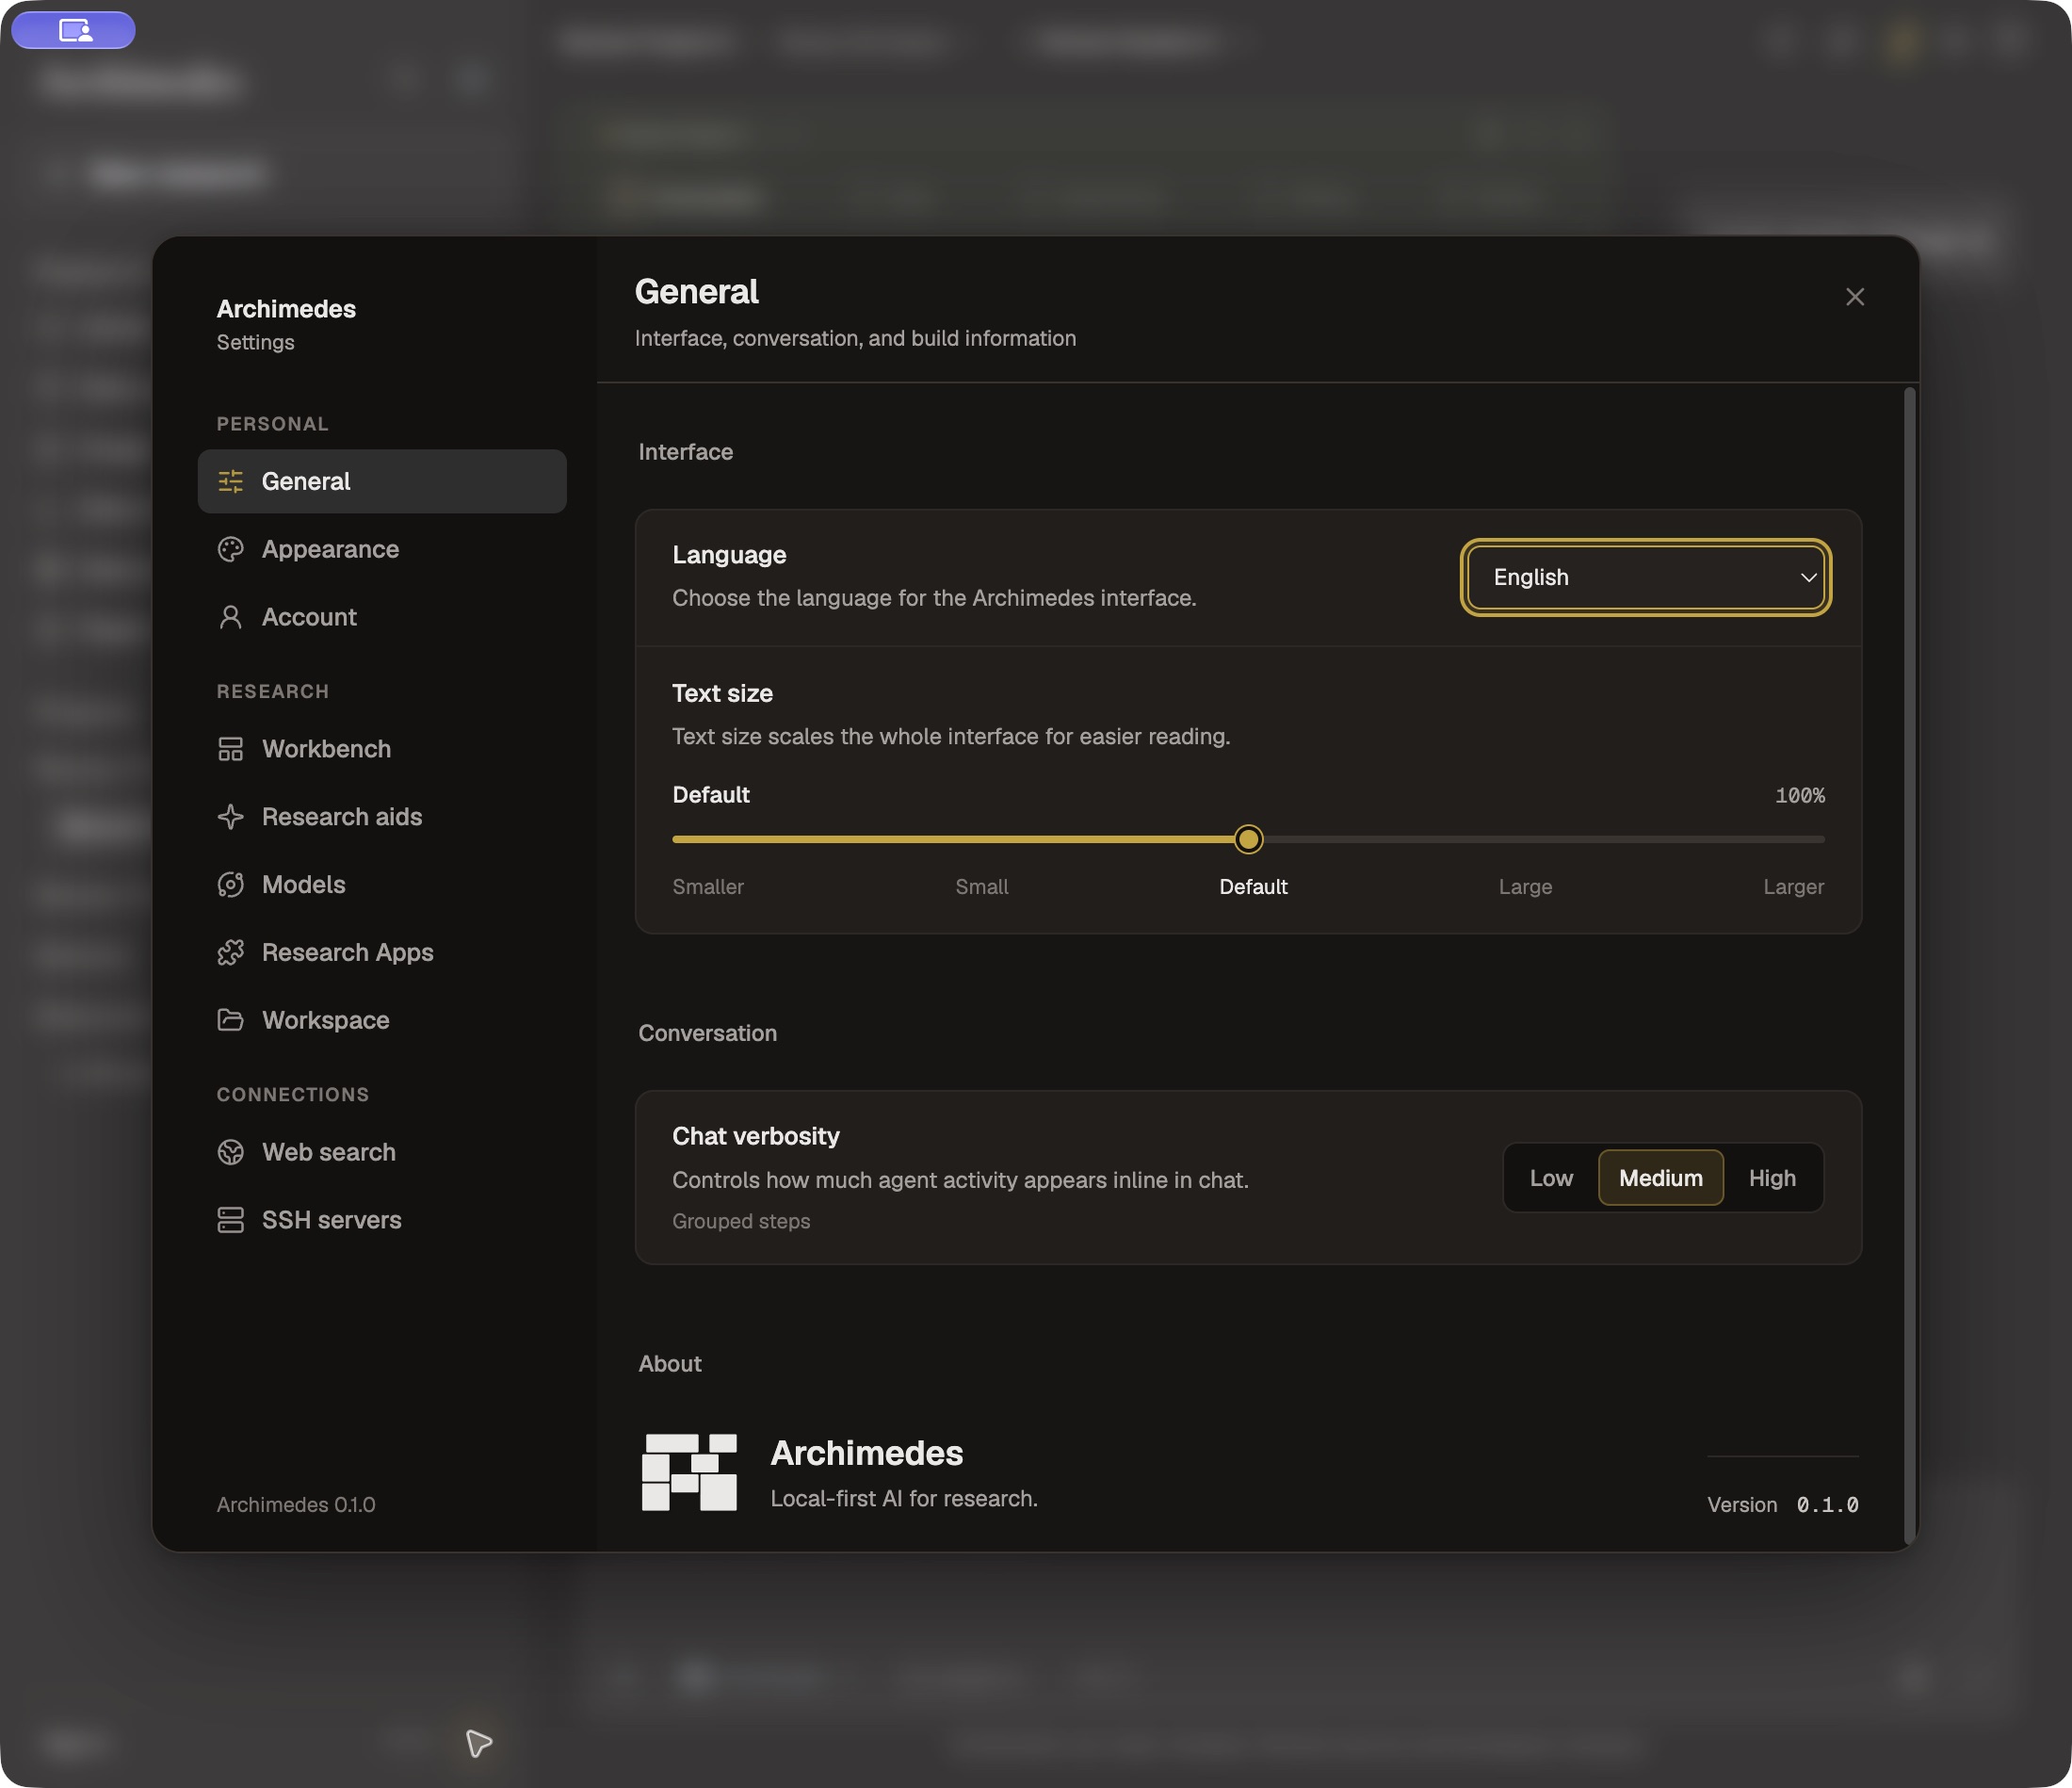 Archimedes
Settings
PERSONAL
General
Appearance
Account
RESEARCH
Workbench
Research aids
Models
Research Apps
Workspace
CONNECTIONS
Web search
SSH servers
Archimedes 0.1.0
General
Interface, conversation, and build information
Interface
Language
Choose the language for the Archimedes interface.
English
Text size
Text size scales the whole interface for easier reading.
Default
100%
Smaller Small Default Large Larger
Conversation
Chat verbosity
Controls how much agent activity appears inline in chat.
Grouped steps
Low Medium High
About
Archimedes
Local-first AI for research.
Version 0.1.0